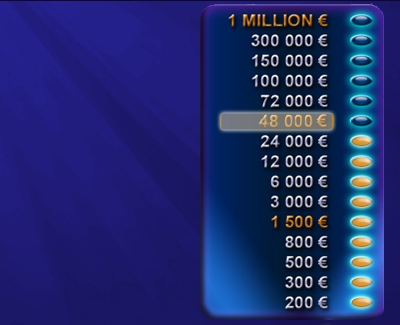 1 MILLION €
300 000 €
150 000 €
100 000 €
72 000 €
48 000 €
24 000 €
12 000 €
6 000 €
3 000 €
1 500 €
800 €
500 €
300 €
200 €